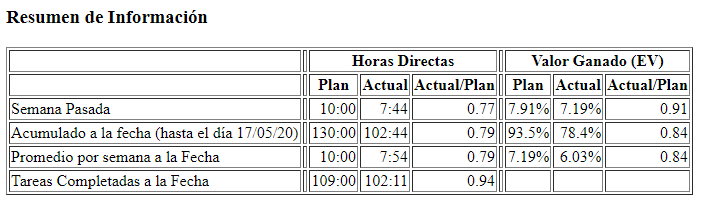 Resumen de Información
Horas Directas Valor Ganado (EV)
Plan Actual Actual/Plan Plan Actual Actual/Plan
Semana Pasada 10:00 7:44 0.77 7.91% 7.19% 0.91
Acumulado a la fecha (hasta el día 17/05/20) 130:00 102:44 0.79 93.5% 78.4% 0.84
Promedio por semana a la Fecha 10:00 7:54 0.79 7.19% 6.03% 0.84
Tareas Completadas a la Fecha 109:00 102:11 0.94